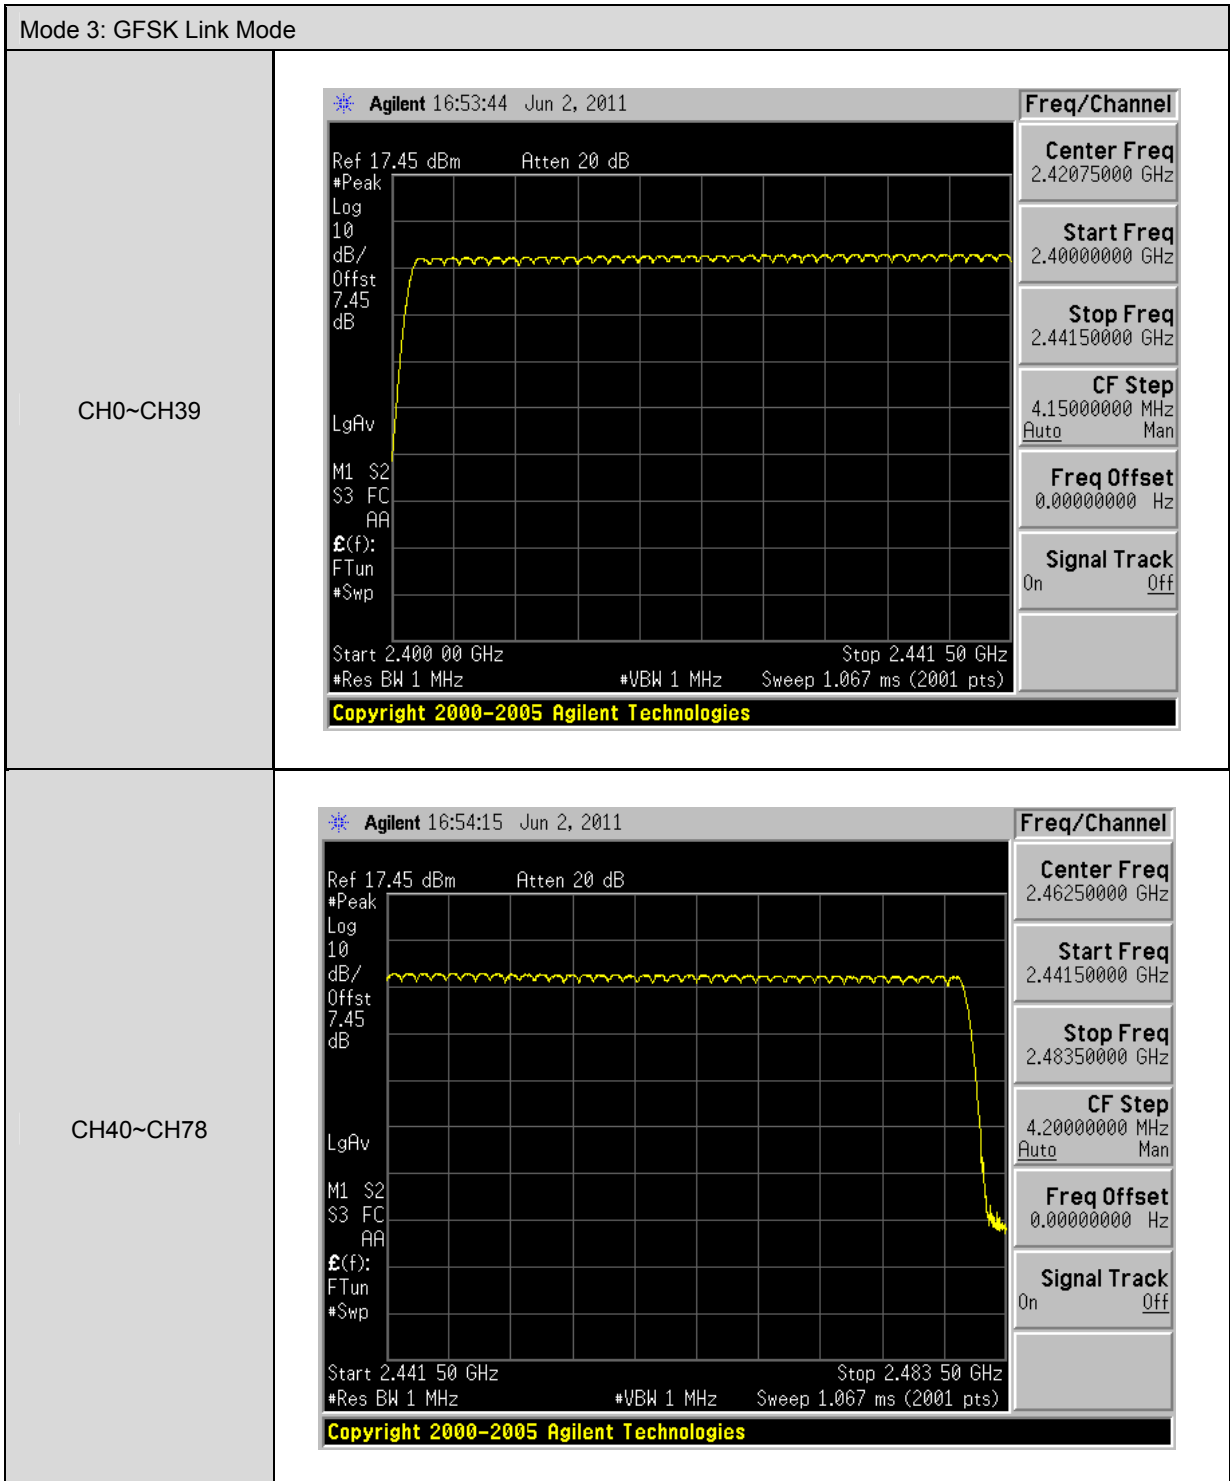 Mode 3: GFSK Link Mode
CH0~CH39
Agilent 16:53:44 Jun 2, 2011
Freq/Channel
Ref 17.45 dBm Atten 20 dB
#Peak
Log
10
dB/
Offst
7.45
dB
LgAv
M1 S2
S3 FC
AA
£(f):
FTun
#Swp
Start 2.400 00 GHz Stop 2.441 50 GHz
#Res BW 1 MHz #VBW 1 MHz Sweep 1.067 ms (2001 pts)
Copyright 2000-2005 Agilent Technologies
Center Freq
2.42075000 GHz
Start Freq
2.40000000 GHz
Stop Freq
2.44150000 GHz
CF Step
4.15000000 MHz
Auto Man
Freq Offset
0.00000000 Hz
Signal Track
On Off
CH40~CH78
Agilent 16:54:15 Jun 2, 2011
Freq/Channel
Ref 17.45 dBm Atten 20 dB
#Peak
Log
10
dB/
Offst
7.45
dB
LgAv
M1 S2
S3 FC
AA
£(f):
FTun
#Swp
Start 2.441 50 GHz Stop 2.483 50 GHz
#Res BW 1 MHz #VBW 1 MHz Sweep 1.067 ms (2001 pts)
Copyright 2000-2005 Agilent Technologies
Center Freq
2.46250000 GHz
Start Freq
2.44150000 GHz
Stop Freq
2.48350000 GHz
CF Step
4.20000000 MHz
Auto Man
Freq Offset
0.00000000 Hz
Signal Track
On Off